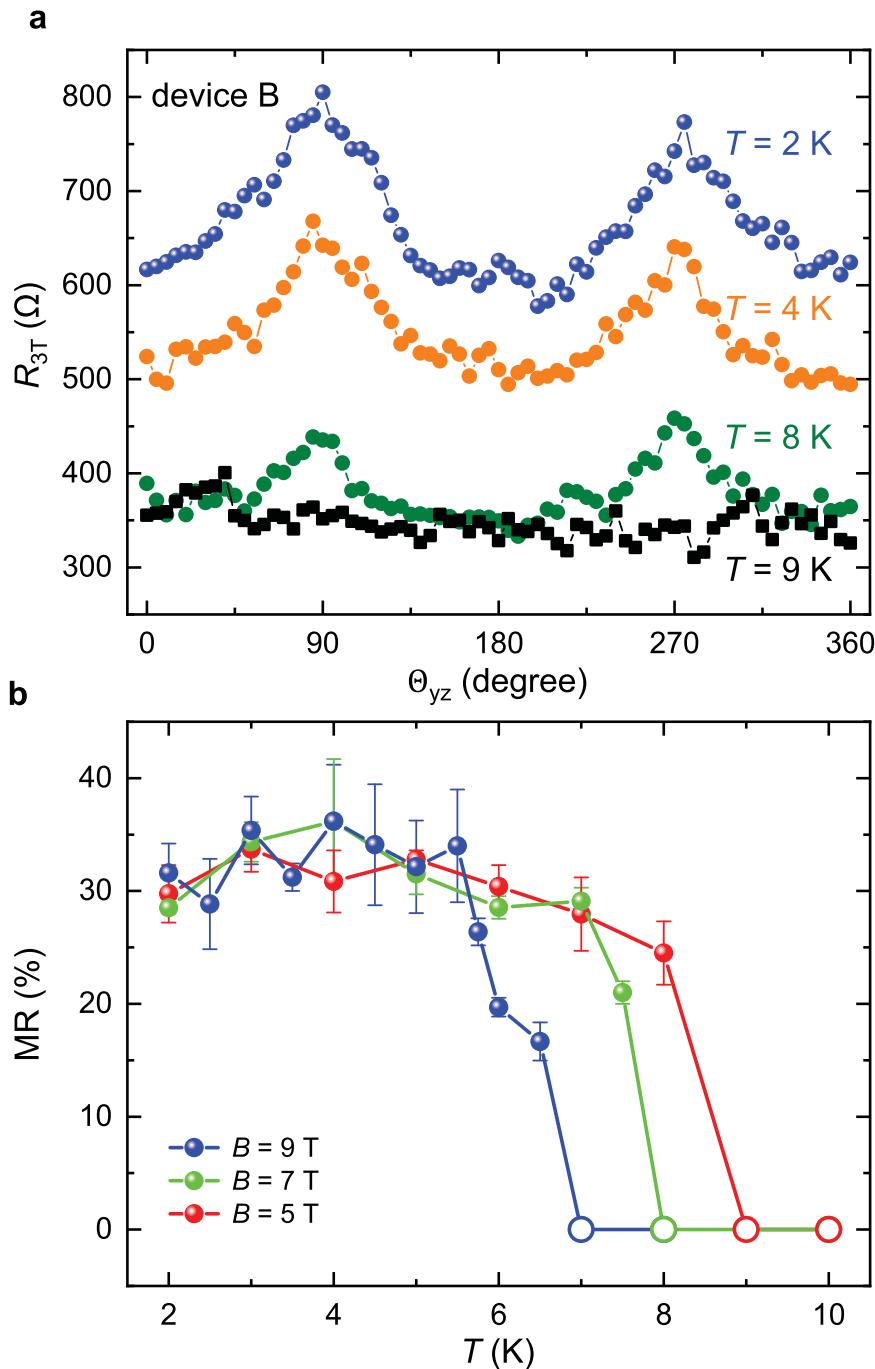 a
device B
T = 2 K
T = 4 K
T = 8 K
T = 9 K
800
700
600
500
400
300
R3T (Ω)
0 90 180 270 360
Θyz (degree)
b
40
30
20
10
0
MR (%)
B = 9 T
B = 7 T
B = 5 T
2 4 6 8 10
T (K)